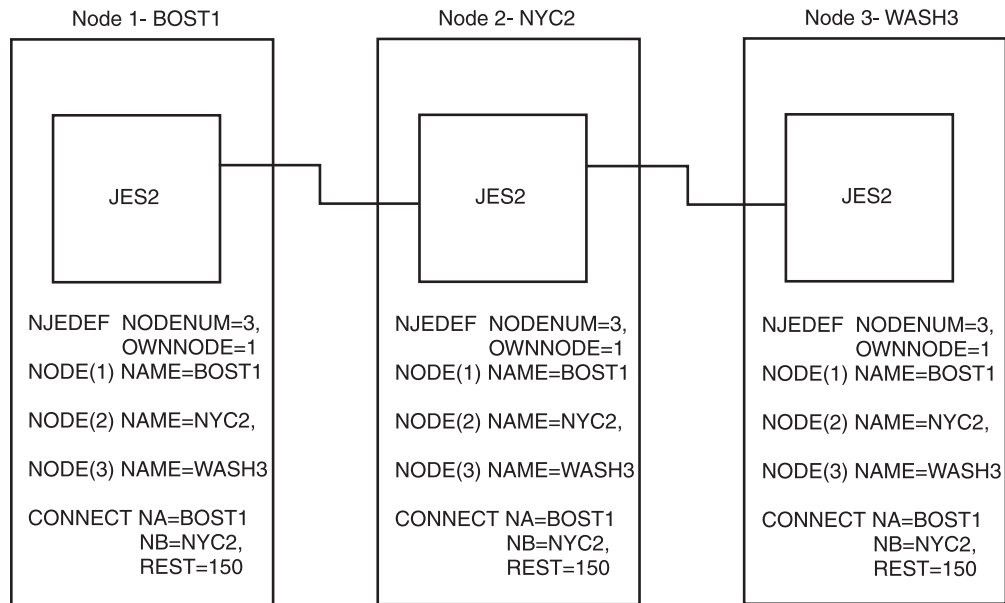 Node 1- BOST1
JES2
NJEDEF NODENUM=3,
OWNNODE=1
NODE(1) NAME=BOST1
NODE(2) NAME=NYC2,
NODE(3) NAME=WASH3
CONNECT NA=BOST1
NB=NYC2,
REST=150
Node 2- NYC2
JES2
NJEDEF NODENUM=3,
OWNNODE=1
NODE(1) NAME=BOST1
NODE(2) NAME=NYC2,
NODE(3) NAME=WASH3
CONNECT NA=BOST1
NB=NYC2,
REST=150
Node 3- WASH3
JES2
NJEDEF NODENUM=3,
OWNNODE=1
NODE(1) NAME=BOST1
NODE(2) NAME=NYC2,
NODE(3) NAME=WASH3
CONNECT NA=BOST1
NB=NYC2,
REST=150